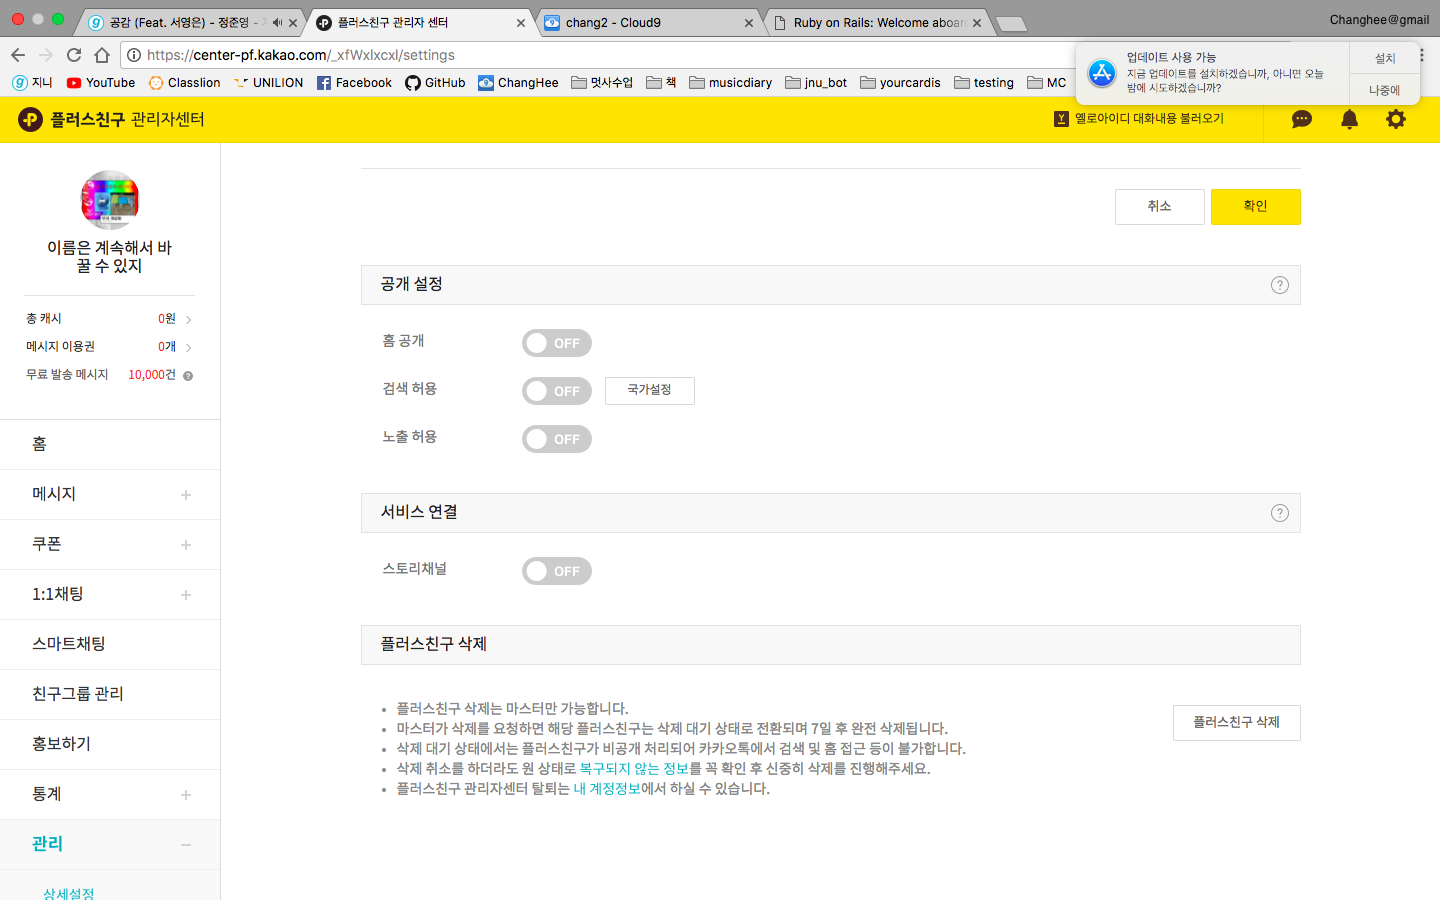 공감 (Feat. 서영은) - 정준영 -
플러스친구 관리자 센터
chang2 - Cloud9
Ruby on Rails: Welcome aboard
Changhee@gmail
https://center-pf.kakao.com/_xfWxlxcxl/settings
지니
YouTube
Classlion
UNILION
Facebook
GitHub
ChangHee
멋사수업
책
musicdiary
jnu_bot
yourcardis
testing
MC
업데이트 사용 가능
지금 업데이트를 설치하겠습니까, 아니면 오늘
밤에 시도하겠습니까?
설치
나중에
플러스친구 관리자센터
옐로아이디 대화내용 불러오기
이름은 계속해서 바
꿀 수 있지
총 캐시 0원
메시지 이용권 0개
무료 발송 메시지 10,000건
홈
메시지
쿠폰
1:1채팅
스마트채팅
친구그룹 관리
홍보하기
통계
관리
상세설정
취소
확인
공개 설정
홈 공개 OFF
검색 허용 OFF 국가설정
노출 허용 OFF
서비스 연결
스토리채널 OFF
플러스친구 삭제
• 플러스친구 삭제는 마스터만 가능합니다.
• 마스터가 삭제를 요청하면 해당 플러스친구는 삭제 대기 상태로 전환되며 7일 후 완전 삭제됩니다.
• 삭제 대기 상태에서는 플러스친구가 비공개 처리되어 카카오톡에서 검색 및 홈 접근 등이 불가합니다.
• 삭제 취소를 하더라도 원 상태로 복구되지 않는 정보를 꼭 확인 후 신중히 삭제를 진행해주세요.
• 플러스친구 관리자센터 탈퇴는 내 계정정보에서 하실 수 있습니다.
플러스친구 삭제